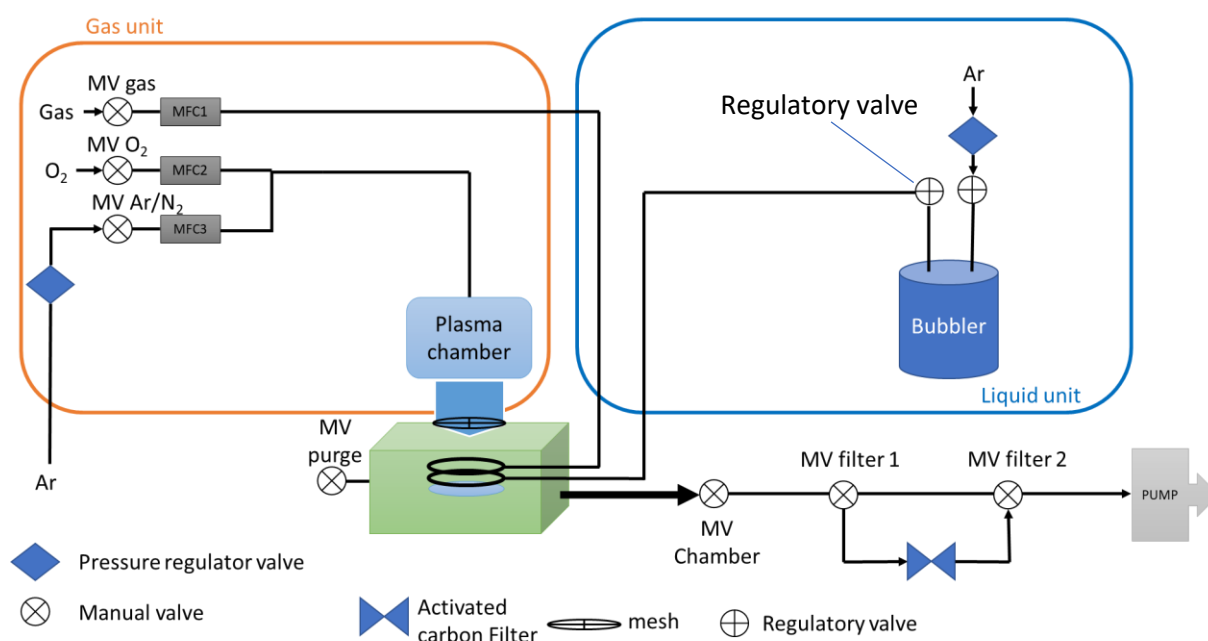 Gas unit
MV gas
Gas
MFC1
MV O₂
O₂
MFC2
MV Ar/N₂
MFC3
Plasma
chamber
MV
purge
Ar
Ar
Regulatory valve
Bubbler
Liquid unit
MV filter 1
MV filter 2
PUMP
MV
Chamber
Pressure regulator valve
Manual valve
Activated
carbon Filter
mesh
Regulatory valve